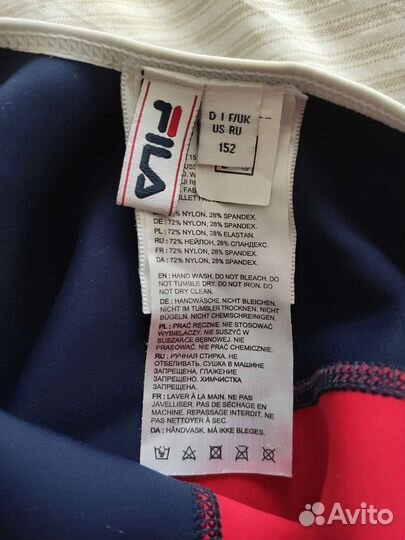 FILA
D I F/UK
US RU
152
EN : 72% NYLON, 28% SPANDEX.
DE : 72% NYLON, 28% SPANDEX.
PL : 72% NYLON, 28% ELASTAN.
RU : 72% НЕЙЛОН, 28% СПАНДЕКС.
FR : 72% NYLON, 28% SPANDEX.
DA : 72% NYLON, 28% SPANDEX.
EN : HAND WASH. DO NOT BLEACH. DO
NOT TUMBLE DRY. DO NOT IRON. DO
NOT DRY CLEAN.
DE : HANDWÄSCHE. NICHT BLEICHEN.
NICHT IM TUMBLER TROCKNEN. NICHT
BÜGELN. NICHT CHEMISCHREINIGEN.
PL : PRAĆ RĘCZNIE. NIE STOSOWAĆ
WYBIELACZY. NIE SUSZYĆ W
SUSZARCE BĘBNOWEJ. NIE
PRASOWAĆ. NIE PRAĆ CHEMICZNIE.
RU : РУЧНАЯ СТИРКА. НЕ
ОТБЕЛИВАТЬ. СУШКА В МАШИНЕ
ЗАПРЕЩЕНО. ГЛАЖЕНИЕ
ЗАПРЕЩЕНО. ХИМЧИСТКА
ЗАПРЕЩЕНО.
FR : LAVER À LA MAIN. NE PAS
JAVELLISER. PAS DE SÉCHAGE EN
MACHINE. REPASSAGE INTERDIT. NE
PAS NETTOYER À SEC.
DA : HÅNDVASK. MÅ IKKE BLEGES.
Avito